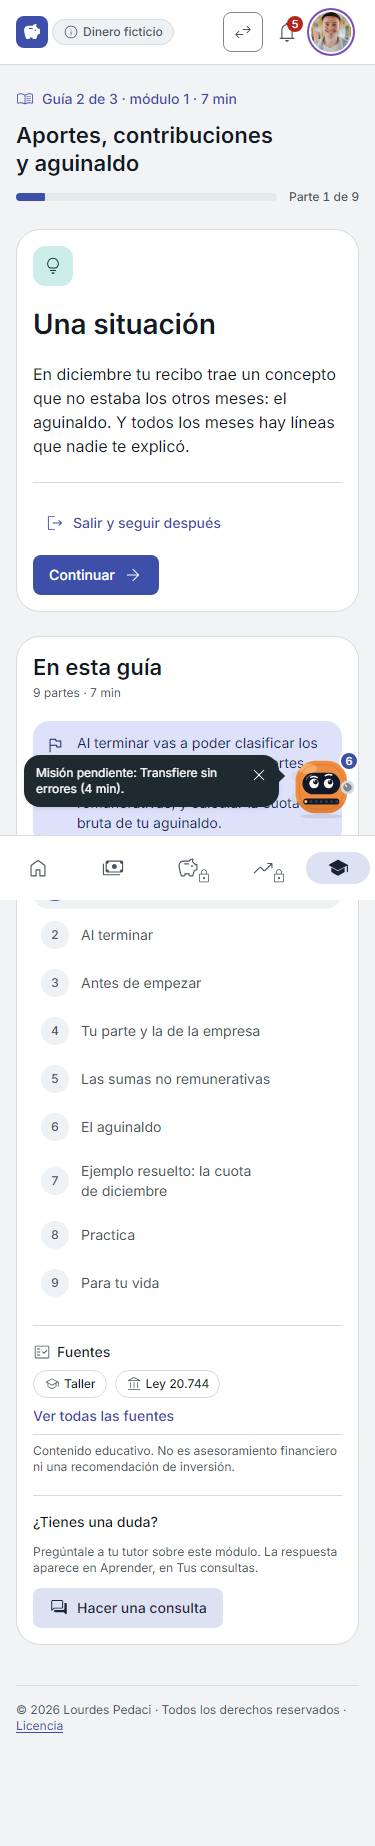 Dinero ficticio
5
Guía 2 de 3 · módulo 1 · 7 min
Aportes, contribuciones
y aguinaldo
Parte 1 de 9
Una situación
En diciembre tu recibo trae un concepto
que no estaba los otros meses: el
aguinaldo. Y todos los meses hay líneas
que nadie te explicó.
Salir y seguir después
Continuar
En esta guía
9 partes · 7 min
Al terminar vas a poder clasificar los
6
Misión pendiente: Transfiere sin
errores (4 min).
bruta de tu aguinaldo.
2 Al terminar
3 Antes de empezar
4 Tu parte y la de la empresa
5 Las sumas no remunerativas
6 El aguinaldo
7 Ejemplo resuelto: la cuota
de diciembre
8 Practica
9 Para tu vida
Fuentes
Taller
Ley 20.744
Ver todas las fuentes
Contenido educativo. No es asesoramiento financiero
ni una recomendación de inversión.
¿Tienes una duda?
Pregúntale a tu tutor sobre este módulo. La respuesta
aparece en Aprender, en Tus consultas.
Hacer una consulta
© 2026 Lourdes Pedaci · Todos los derechos reservados ·
Licencia